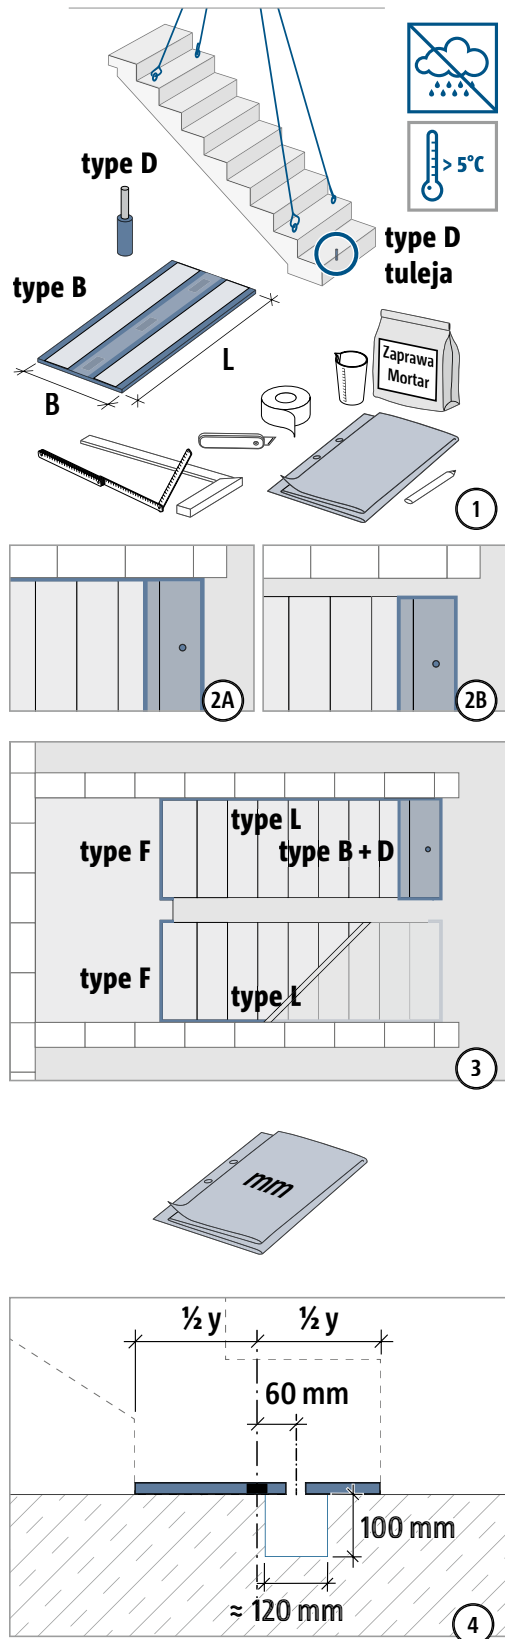 > 5°C
type D
type D
tuleja
type B
L
B
Zaprawa
Mortar
1
2A
2B
type L
type F
type B + D
type F
type L
3
mm
½ y
½ y
60 mm
100 mm
≈ 120 mm
4